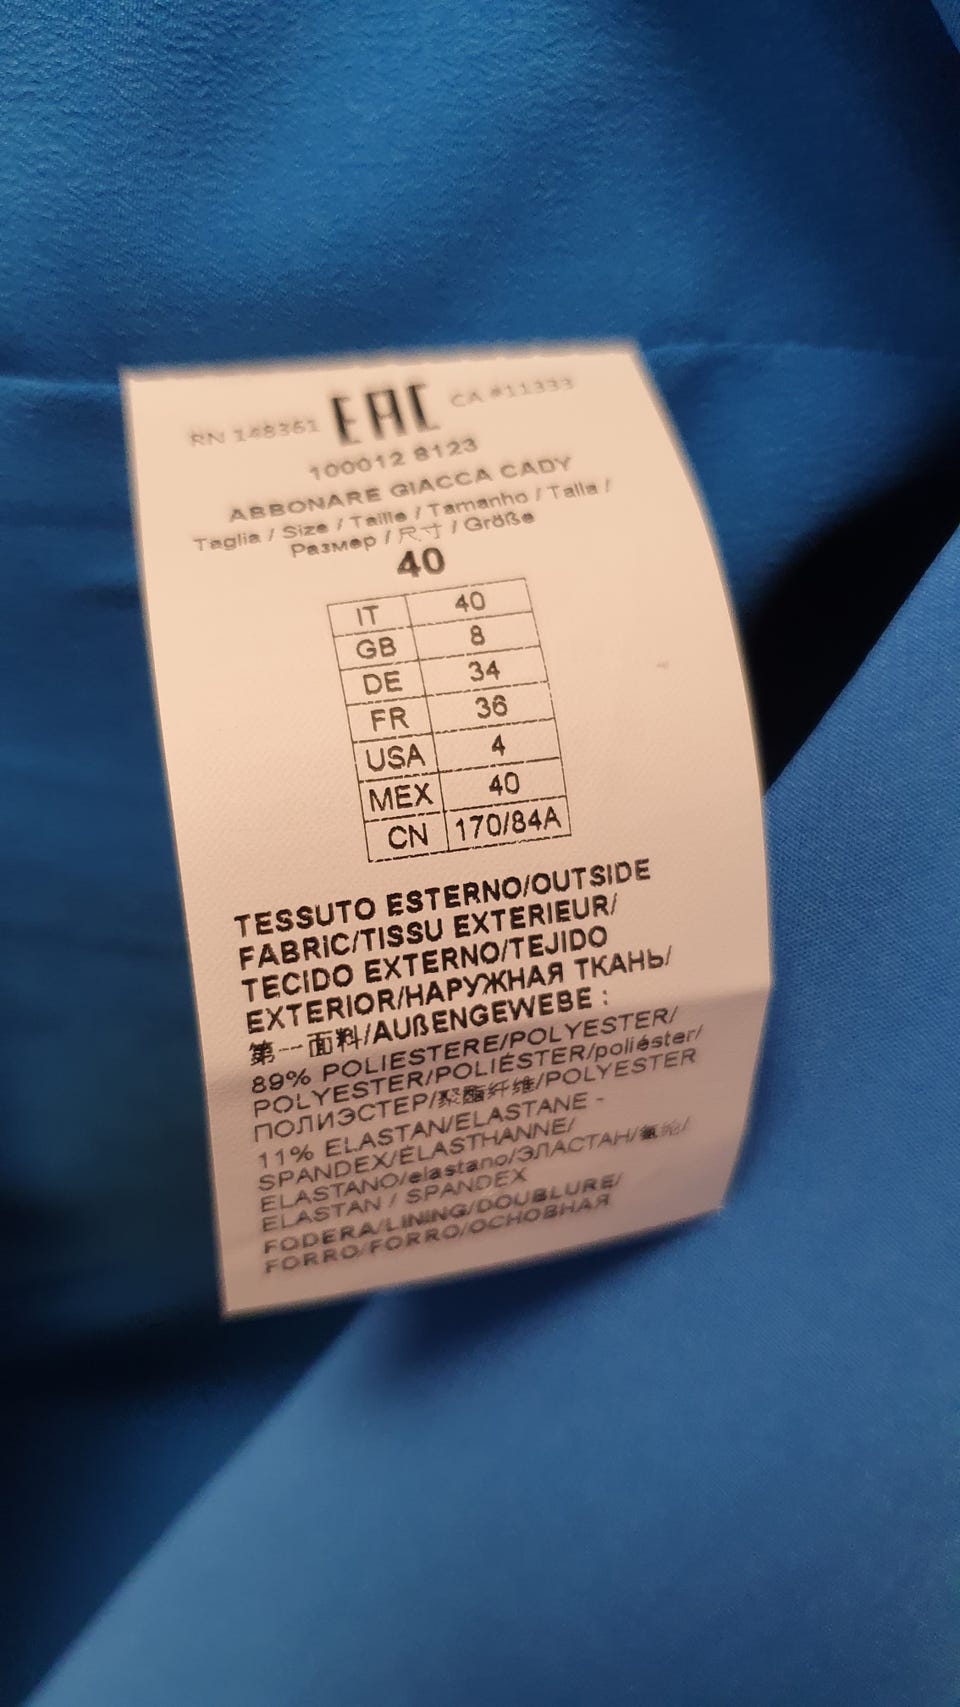 RN 148361 EAC CA #11333
100012 8123
ABBONARE GIACCA CADY
Taglia / Size / Taille / Tamanho / Talla /
Размер / 尺寸 / Größe
40
IT 40
GB 8
DE 34
FR 36
USA 4
MEX 40
CN 170/84A
TESSUTO ESTERNO/OUTSIDE
FABRIC/TISSU EXTERIEUR/
TECIDO EXTERNO/TEJIDO
EXTERIOR/НАРУЖНАЯ ТКАНЬ/
第一面料/AUßENGEWEBE :
89% POLIESTERE/POLYESTER/
POLYESTER/POLIÉSTER/poliéster/
ПОЛИЭСТЕР/聚酯纤维/POLYESTER
11% ELASTAN/ELASTANE -
SPANDEX/ÉLASTHANNE/
ELASTANO/elastano/ЭЛАСТАН/氨纶/
ELASTAN / SPANDEX
FODERA/LINING/DOUBLURE/
FORRO/FORRO/ОСНОВНАЯ